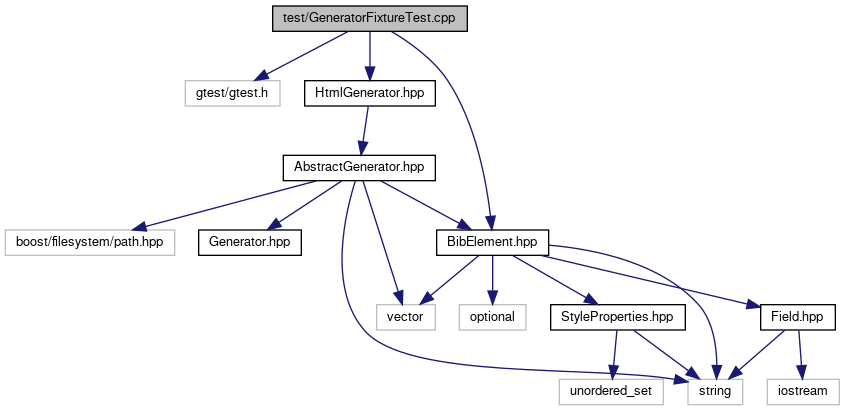 test/GeneratorFixtureTest.cpp
gtest/gtest.h
HtmlGenerator.hpp
AbstractGenerator.hpp
boost/filesystem/path.hpp
Generator.hpp
BibElement.hpp
vector
optional
StyleProperties.hpp
Field.hpp
unordered_set
string
iostream